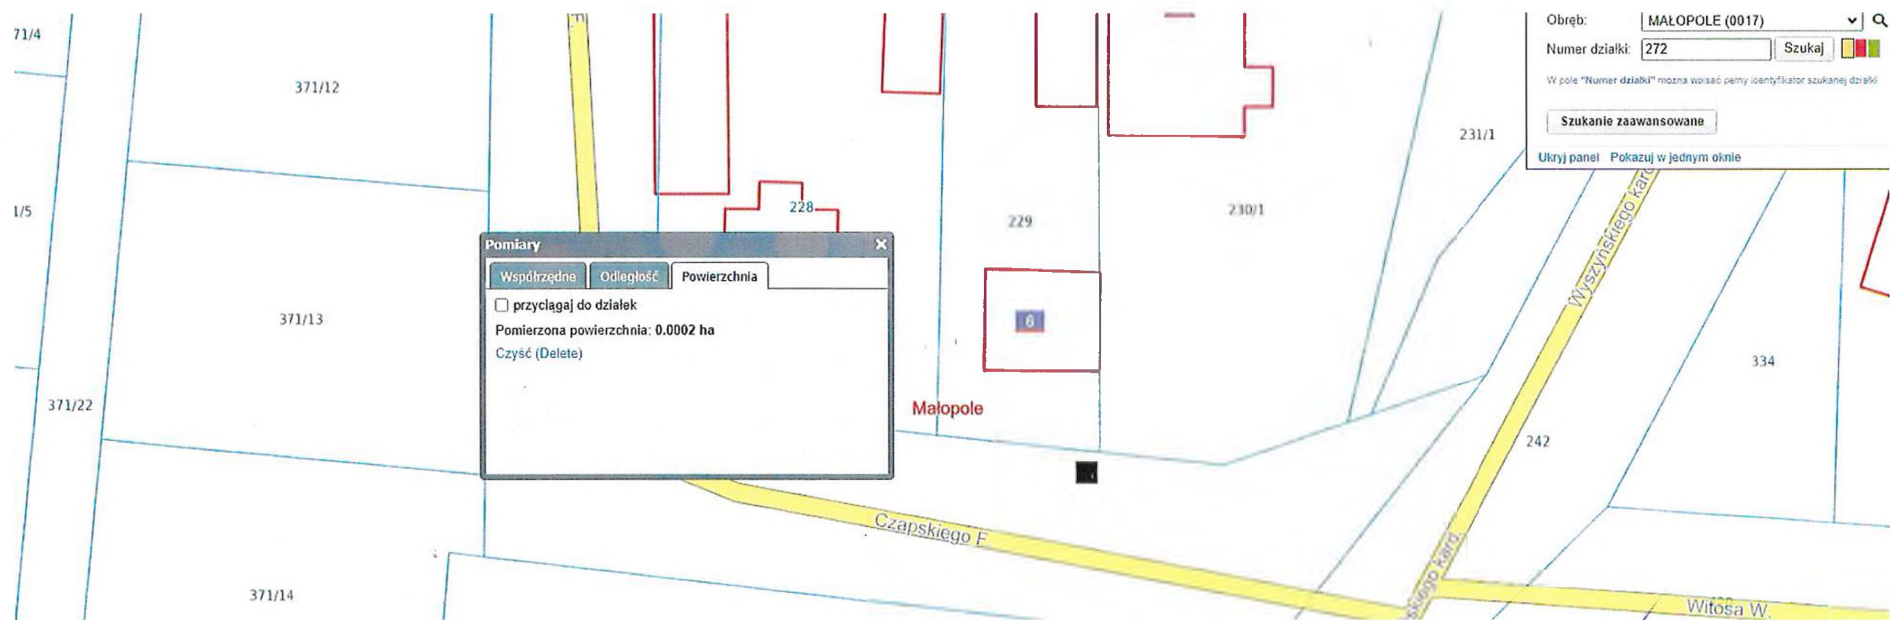 71/4
371/12
1/5
371/13
371/22
371/14
F
228
229
230/1
231/1
6
Małopole
242
334
Czapskiego F
Wyszyńskiego kard
skiego kard.
Witosa W.
Pomiary
Współrzędne Odległość Powierzchnia
przyciągaj do działek
Pomierzona powierzchnia: 0.0002 ha
Czyść (Delete)
Obręb: MAŁOPOLE (0017)
Numer działki: 272 Szukaj
W pole "Numer działki" można wpisać pełny identyfikator szukanej działki
Szukanie zaawansowane
Ukryj panel Pokazuj w jednym oknie